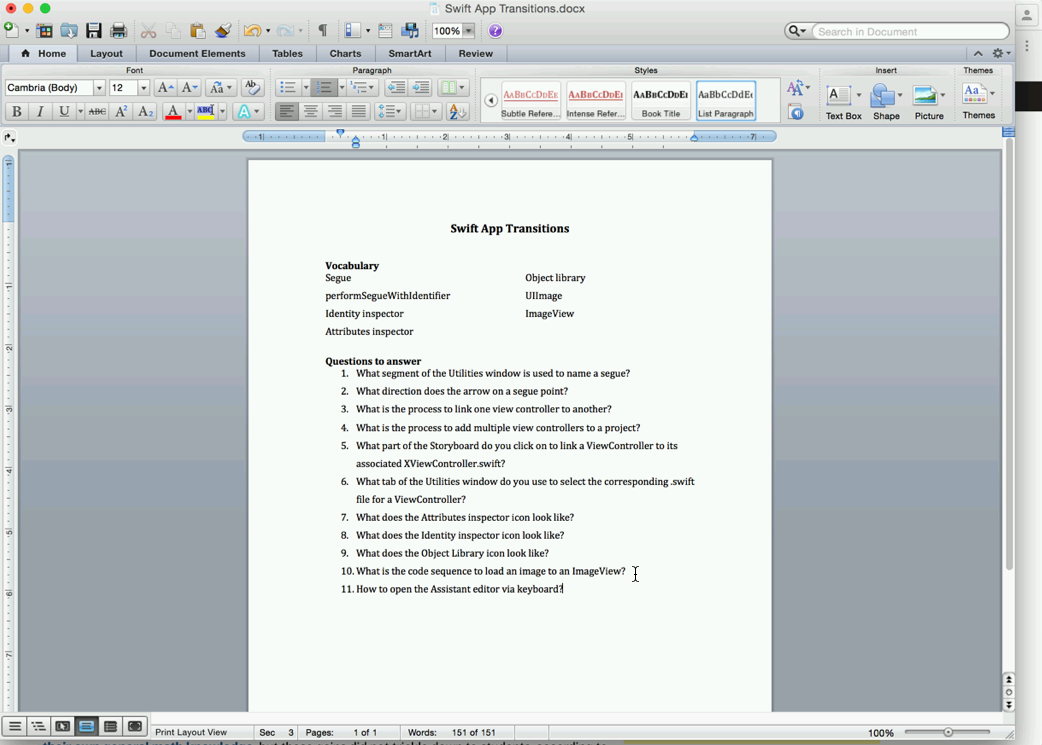 Swift App Transitions.docx
100%
Search in Document
Home Layout Document Elements Tables Charts SmartArt Review
Font Paragraph Styles Insert Themes
Cambria (Body) 12 A A Aa Ab
AABBCCDDEE AABBCCDDEE AABBCCDDEE AaBbCcDdEe
B I U ABC A² A₂ A ABC A
Subtle Refere... Intense Refer... Book Title List Paragraph
Text Box Shape Picture Themes
Swift App Transitions
Vocabulary
Segue Object library
performSegueWithIdentifier UIImage
Identity inspector ImageView
Attributes inspector
Questions to answer
1. What segment of the Utilities window is used to name a segue?
2. What direction does the arrow on a segue point?
3. What is the process to link one view controller to another?
4. What is the process to add multiple view controllers to a project?
5. What part of the Storyboard do you click on to link a ViewController to its
associated XViewController.swift?
6. What tab of the Utilities window do you use to select the corresponding .swift
file for a ViewController?
7. What does the Attributes inspector icon look like?
8. What does the Identity inspector icon look like?
9. What does the Object Library icon look like?
10. What is the code sequence to load an image to an ImageView?
11. How to open the Assistant editor via keyboard?
Print Layout View Sec 3 Pages: 1 of 1 Words: 151 of 151 100%